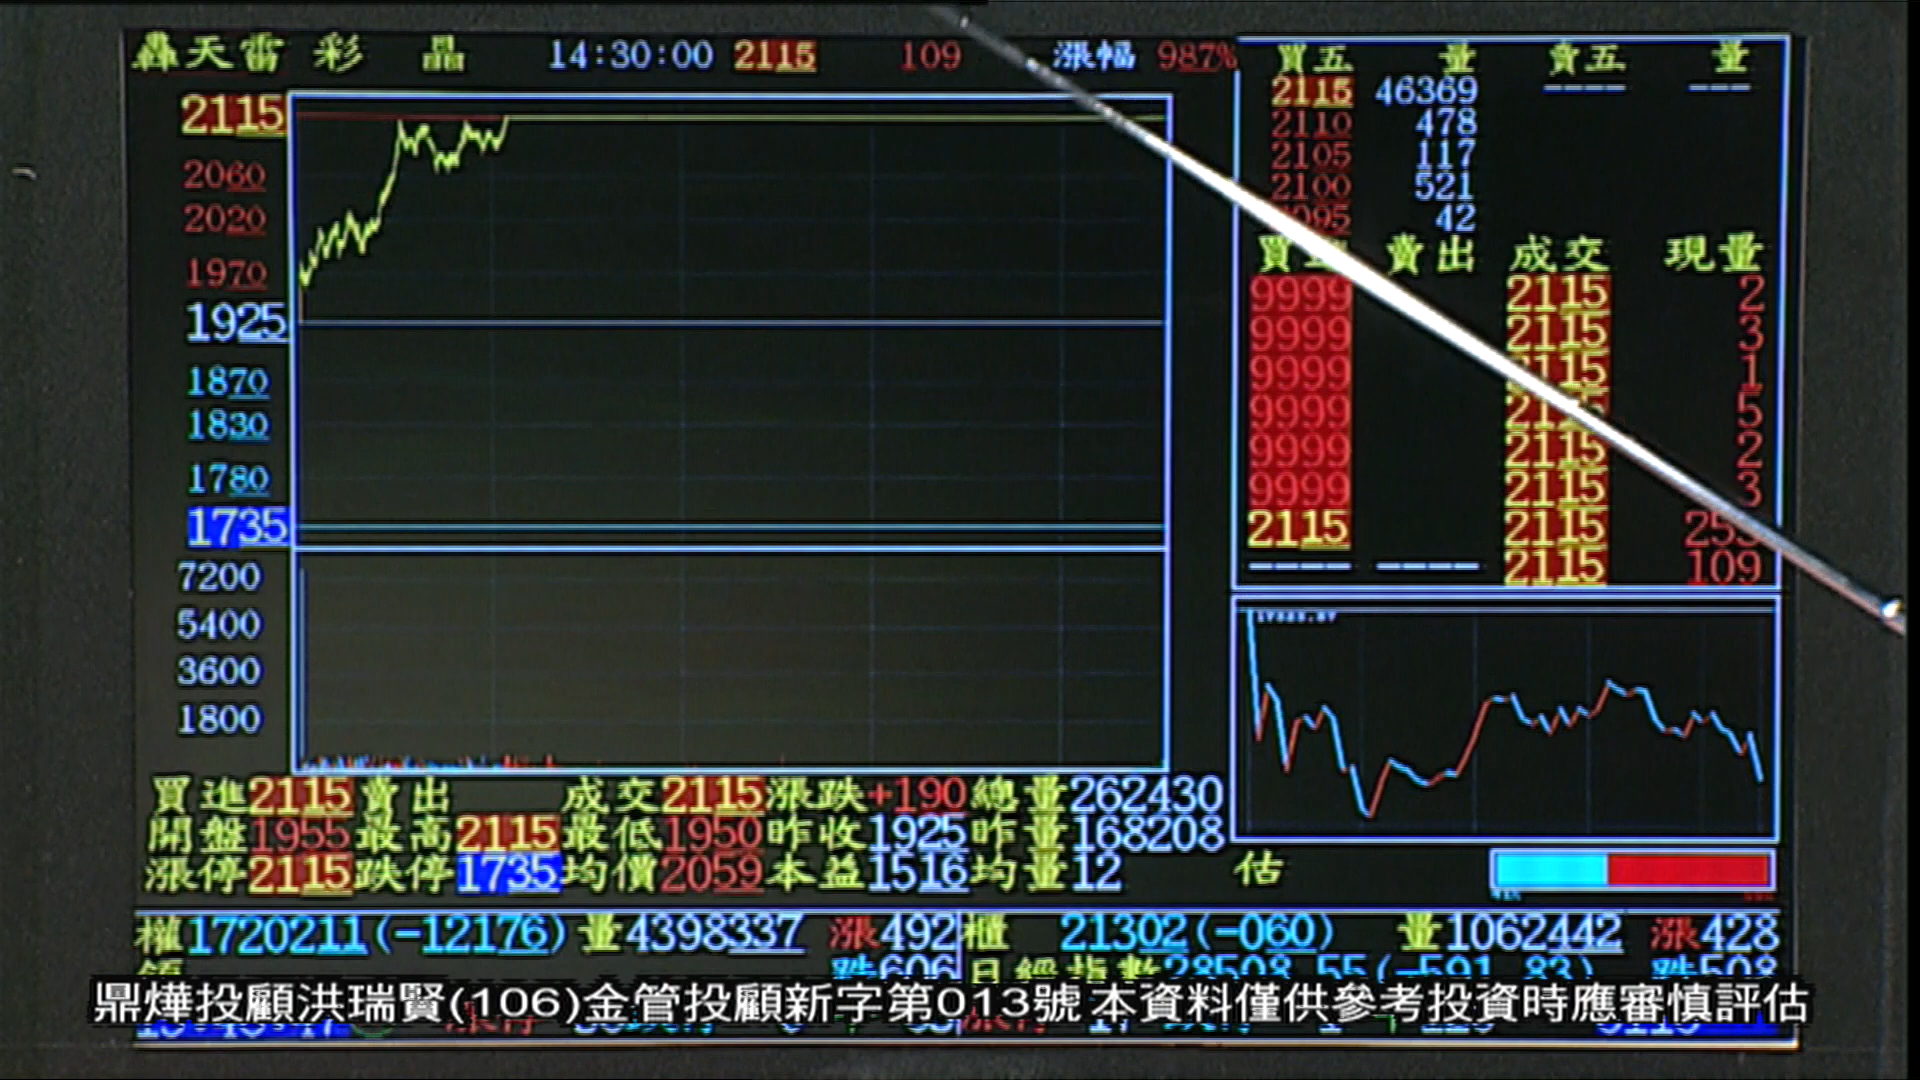 轟天雷 彩 晶 14:30:00 2115 109 漲幅 987%
買五 量 賣五 量
2115 46369 ---- ---
2110 478
2105 117
2100 521
095 42
買 賣出 成交 現量
9999 2115 2
9999 2115 3
9999 2115 1
9999 2115 5
9999 2115 2
9999 2115 3
2115 2115 253
---- ---- 2115 109
2115
2060
2020
1970
1925
1870
1830
1780
1735
7200
5400
3600
1800
買進2115賣出 成交2115漲跌+190總量262430
開盤1955最高2115最低1950昨收1925昨量168208
漲停2115跌停1735均價2059本益1516均量12
估
權1720211(-12176)量4398337 漲492
櫃 21302(-060) 量1062442 漲428
跌606 日經指數28508.55(-591.83) 跌508
鼎燁投顧洪瑞賢(106)金管投顧新字第013號 本資料僅供參考投資時應審慎評估